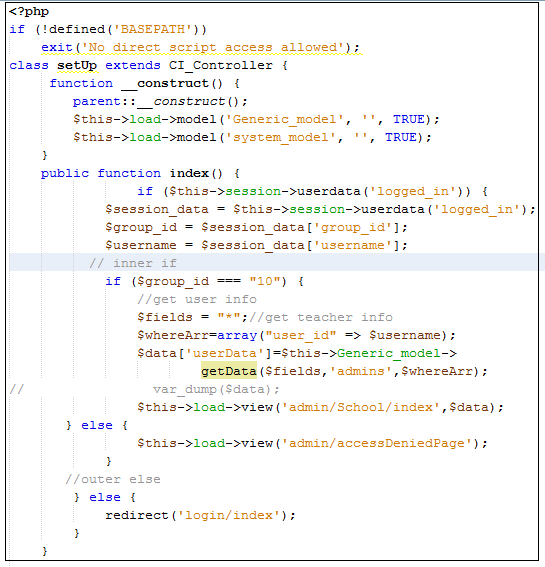 <?php
if (!defined('BASEPATH'))
    exit('No direct script access allowed');
class setUp extends CI_Controller {
     function __construct() {
        parent::__construct();
        $this->load->model('Generic_model', '', TRUE);
        $this->load->model('system_model', '', TRUE);
    }
    public function index() {
                if ($this->session->userdata('logged_in')) {
            $session_data = $this->session->userdata('logged_in');
            $group_id = $session_data['group_id'];
            $username = $session_data['username'];
          // inner if
            if ($group_id === "10") {
                //get user info
                $fields = "*";//get teacher info
                $whereArr=array("user_id" => $username);
                $data['userData']=$this->Generic_model->
                        getData($fields,'admins',$whereArr);
//                var_dump($data);
                $this->load->view('admin/School/index',$data);
       } else {
                $this->load->view('admin/accessDeniedPage');
            }
       //outer else
        } else {
            redirect('login/index');
        }
    }